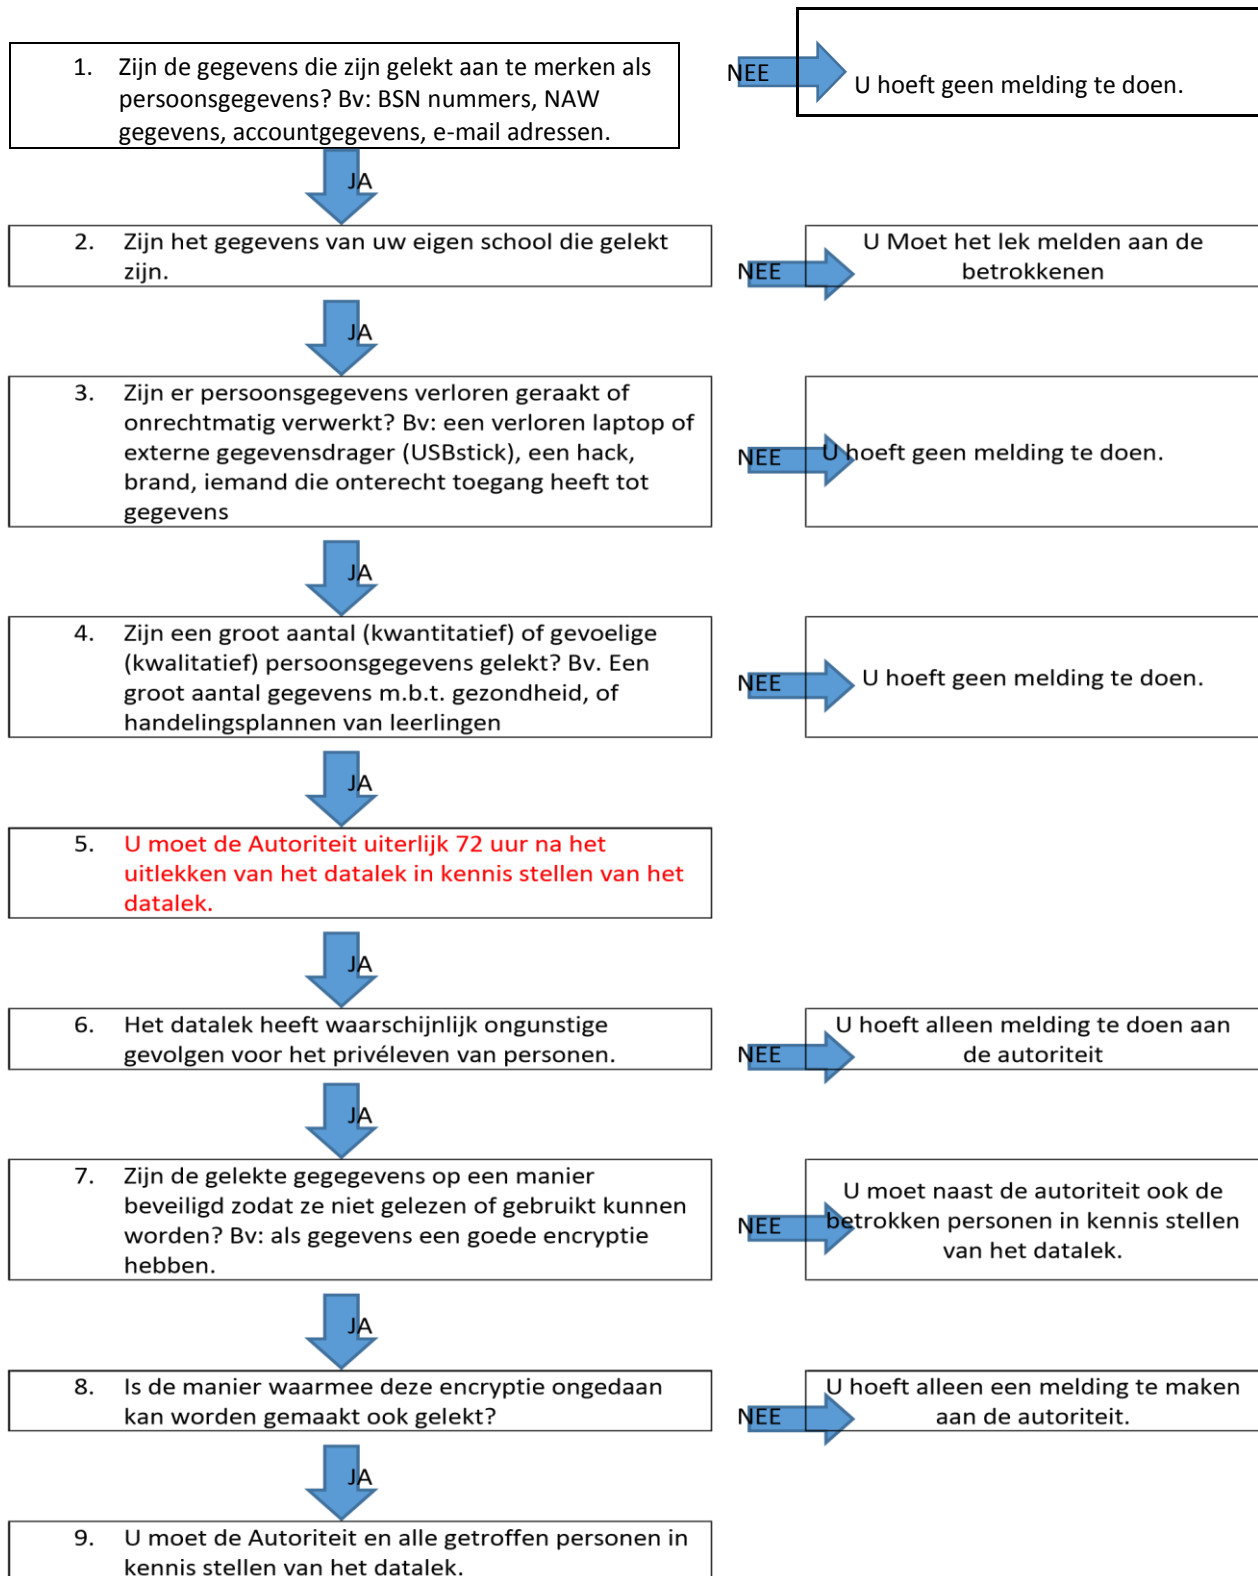 1. Zijn de gegevens die zijn gelekt aan te merken als
persoonsgegevens? Bv: BSN nummers, NAW
gegevens, accountgegevens, e-mail adressen.
NEE
U hoeft geen melding te doen.
JA
2. Zijn het gegevens van uw eigen school die gelekt
zijn.
NEE
U Moet het lek melden aan de
betrokkenen
JA
3. Zijn er persoonsgegevens verloren geraakt of
onrechtmatig verwerkt? Bv: een verloren laptop of
externe gegevensdrager (USBstick), een hack,
brand, iemand die onterecht toegang heeft tot
gegevens
NEE
U hoeft geen melding te doen.
JA
4. Zijn een groot aantal (kwantitatief) of gevoelige
(kwalitatief) persoonsgegevens gelekt? Bv. Een
groot aantal gegevens m.b.t. gezondheid, of
handelingsplannen van leerlingen
NEE
U hoeft geen melding te doen.
JA
5. U moet de Autoriteit uiterlijk 72 uur na het
uitlekken van het datalek in kennis stellen van het
datalek.
JA
6. Het datalek heeft waarschijnlijk ongunstige
gevolgen voor het privéleven van personen.
NEE
U hoeft alleen melding te doen aan
de autoriteit
JA
7. Zijn de gelekte gegegevens op een manier
beveiligd zodat ze niet gelezen of gebruikt kunnen
worden? Bv: als gegevens een goede encryptie
hebben.
NEE
U moet naast de autoriteit ook de
betrokken personen in kennis stellen
van het datalek.
JA
8. Is de manier waarmee deze encryptie ongedaan
kan worden gemaakt ook gelekt?
NEE
U hoeft alleen een melding te maken
aan de autoriteit.
JA
9. U moet de Autoriteit en alle getroffen personen in
kennis stellen van het datalek.